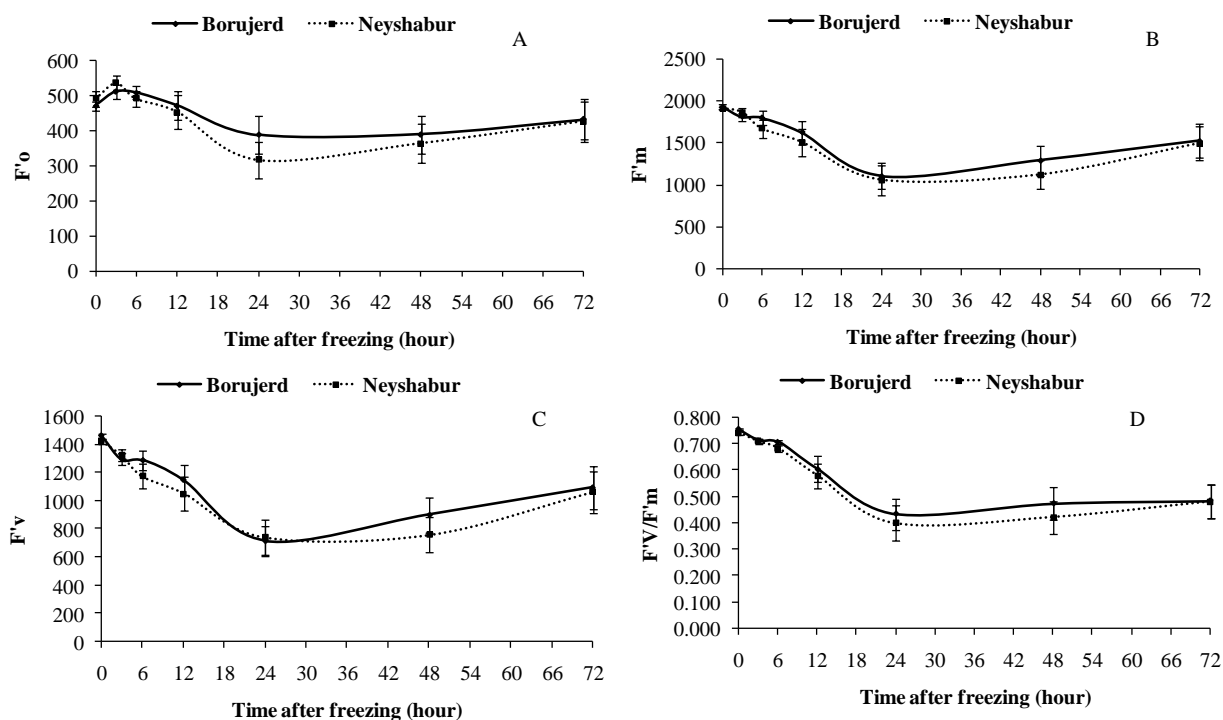 Borujerd Neyshabur
A
600
500
400
300
200
100
0
F'o
0 6 12 18 24 30 36 42 48 54 60 66 72
Time after freezing (hour)
Borujerd Neyshabur
B
2500
2000
1500
1000
500
0
F'm
0 6 12 18 24 30 36 42 48 54 60 66 72
Time after freezing (hour)
Borujerd Neyshabur
C
1600
1400
1200
1000
800
600
400
200
0
F'v
0 6 12 18 24 30 36 42 48 54 60 66 72
Time after freezing (hour)
Borujerd Neyshabur
D
0.800
0.700
0.600
0.500
0.400
0.300
0.200
0.100
0.000
F'V/F'm
0 6 12 18 24 30 36 42 48 54 60 66 72
Time after freezing (hour)